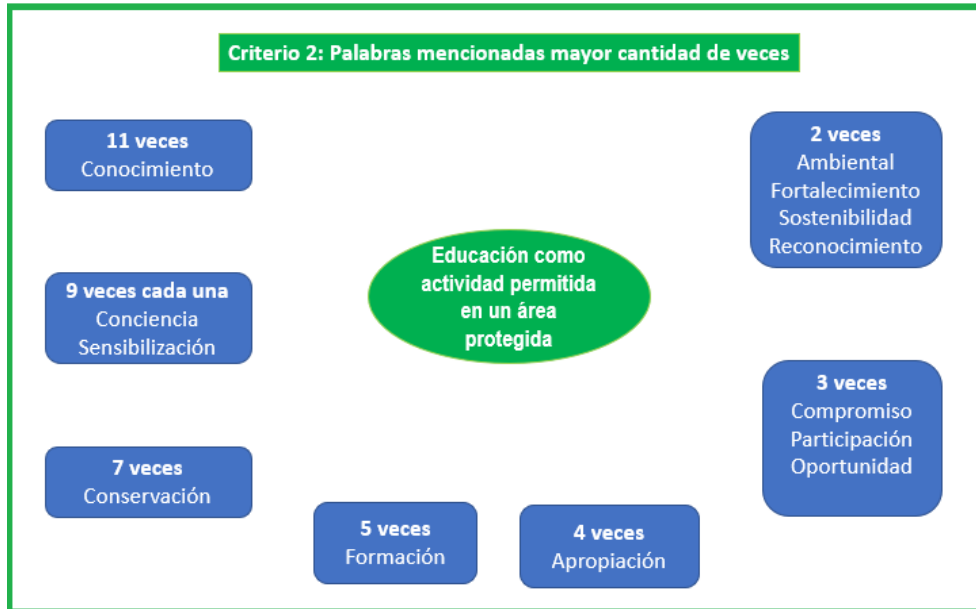 Criterio 2: Palabras mencionadas mayor cantidad de veces
11 veces
Conocimiento
9 veces cada una
Conciencia
Sensibilización
7 veces
Conservación
5 veces
Formación
4 veces
Apropiación
3 veces
Compromiso
Participación
Oportunidad
2 veces
Ambiental
Fortalecimiento
Sostenibilidad
Reconocimiento
Educación como
actividad permitida
en un área
protegida